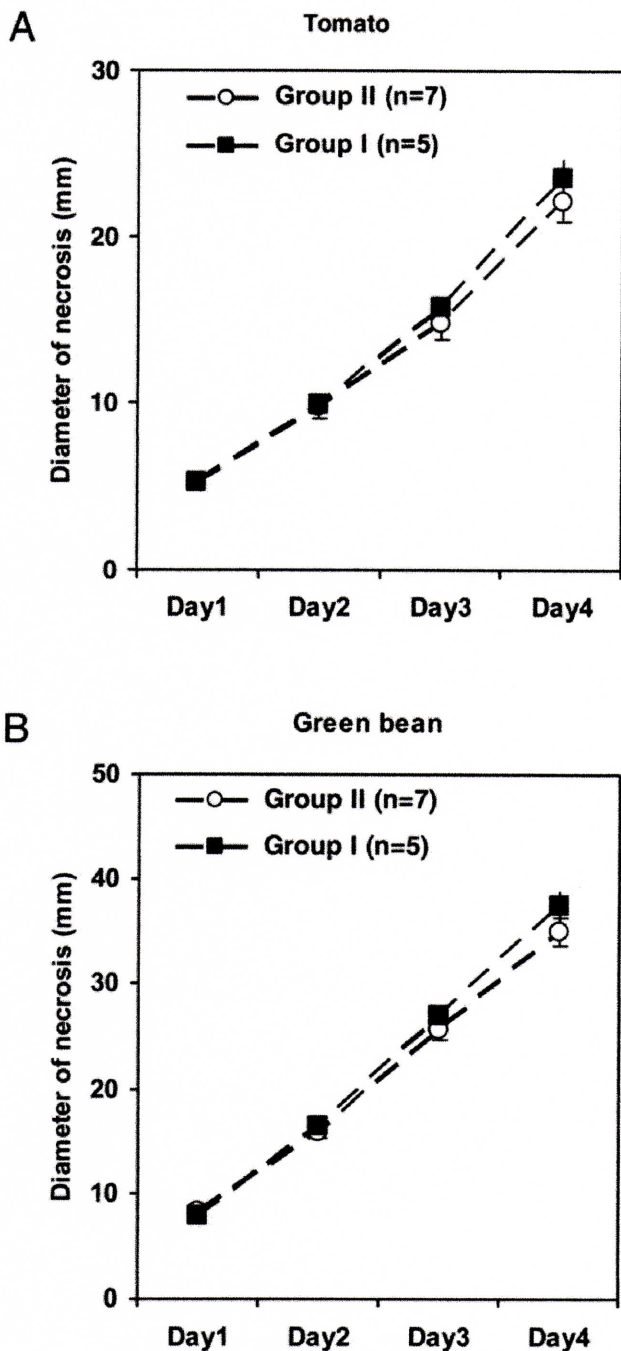 A
Tomato
Diameter of necrosis (mm)
30
20
10
0
Group II (n=7)
Group I (n=5)
Day1 Day2 Day3 Day4
B
Green bean
Diameter of necrosis (mm)
50
40
30
20
10
0
Group II (n=7)
Group I (n=5)
Day1 Day2 Day3 Day4